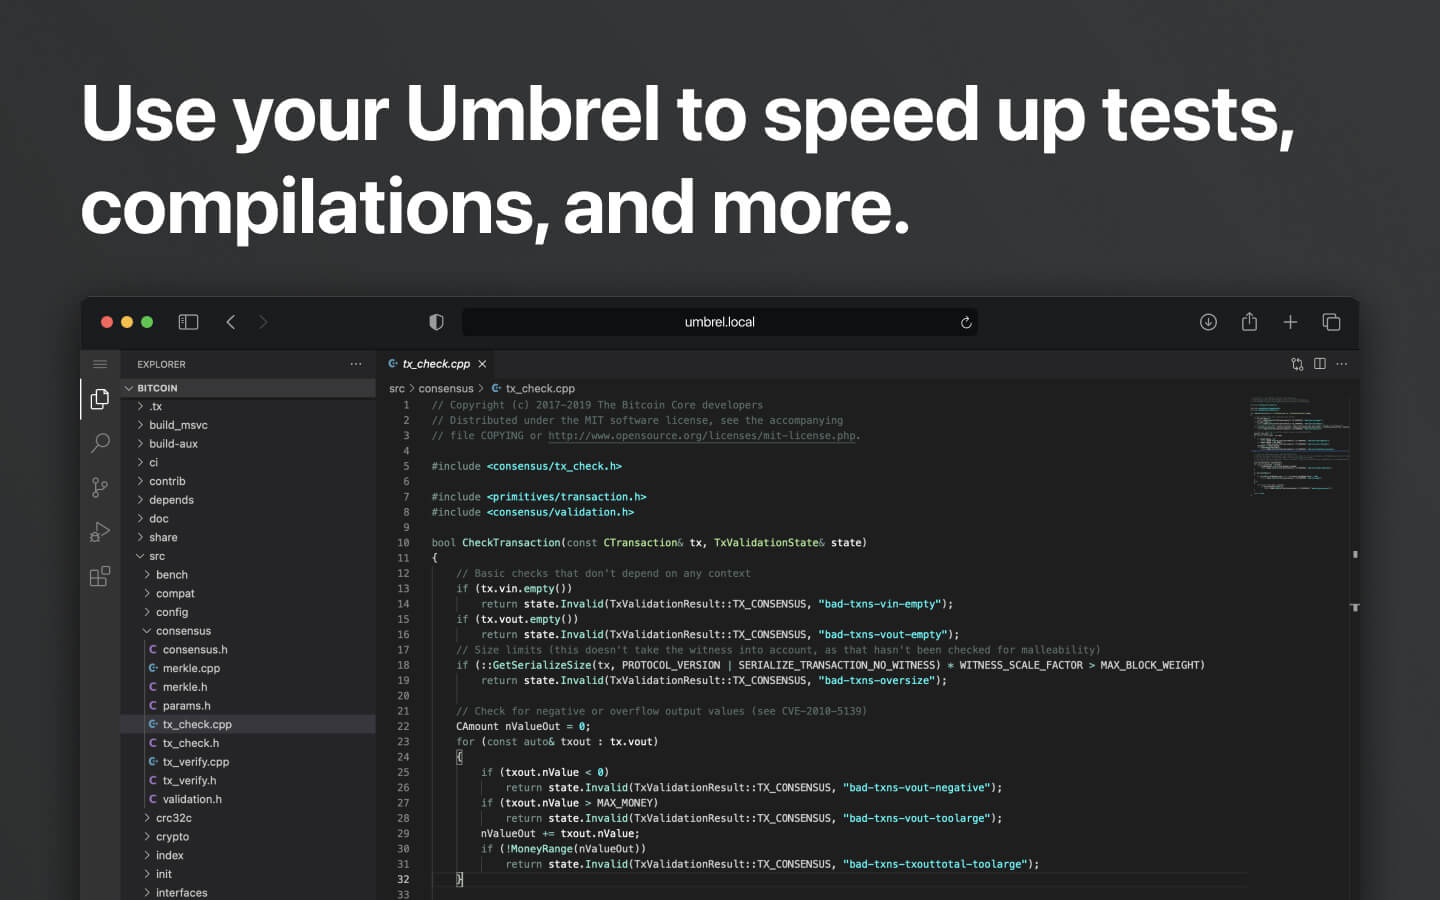 Use your Umbrel to speed up tests,
compilations, and more.
umbrel.local
EXPLORER
BITCOIN
.tx
build_msvc
build-aux
ci
contrib
depends
doc
share
src
bench
compat
config
consensus
consensus.h
merkle.cpp
merkle.h
params.h
tx_check.cpp
tx_check.h
tx_verify.cpp
tx_verify.h
validation.h
crc32c
crypto
index
init
interfaces
tx_check.cpp
src > consensus > tx_check.cpp
1 // Copyright (c) 2017-2019 The Bitcoin Core developers
2 // Distributed under the MIT software license, see the accompanying
3 // file COPYING or http://www.opensource.org/licenses/mit-license.php.
4
5 #include <consensus/tx_check.h>
6
7 #include <primitives/transaction.h>
8 #include <consensus/validation.h>
9
10 bool CheckTransaction(const CTransaction& tx, TxValidationState& state)
11 {
12 // Basic checks that don't depend on any context
13 if (tx.vin.empty())
14 return state.Invalid(TxValidationResult::TX_CONSENSUS, "bad-txns-vin-empty");
15 if (tx.vout.empty())
16 return state.Invalid(TxValidationResult::TX_CONSENSUS, "bad-txns-vout-empty");
17 // Size limits (this doesn't take the witness into account, as that hasn't been checked for malleability)
18 if (::GetSerializeSize(tx, PROTOCOL_VERSION | SERIALIZE_TRANSACTION_NO_WITNESS) * WITNESS_SCALE_FACTOR > MAX_BLOCK_WEIGHT)
19 return state.Invalid(TxValidationResult::TX_CONSENSUS, "bad-txns-oversize");
20
21 // Check for negative or overflow output values (see CVE-2010-5139)
22 CAmount nValueOut = 0;
23 for (const auto& txout : tx.vout)
24 {
25 if (txout.nValue < 0)
26 return state.Invalid(TxValidationResult::TX_CONSENSUS, "bad-txns-vout-negative");
27 if (txout.nValue > MAX_MONEY)
28 return state.Invalid(TxValidationResult::TX_CONSENSUS, "bad-txns-vout-toolarge");
29 nValueOut += txout.nValue;
30 if (!MoneyRange(nValueOut))
31 return state.Invalid(TxValidationResult::TX_CONSENSUS, "bad-txns-txouttotal-toolarge");
32 }
33